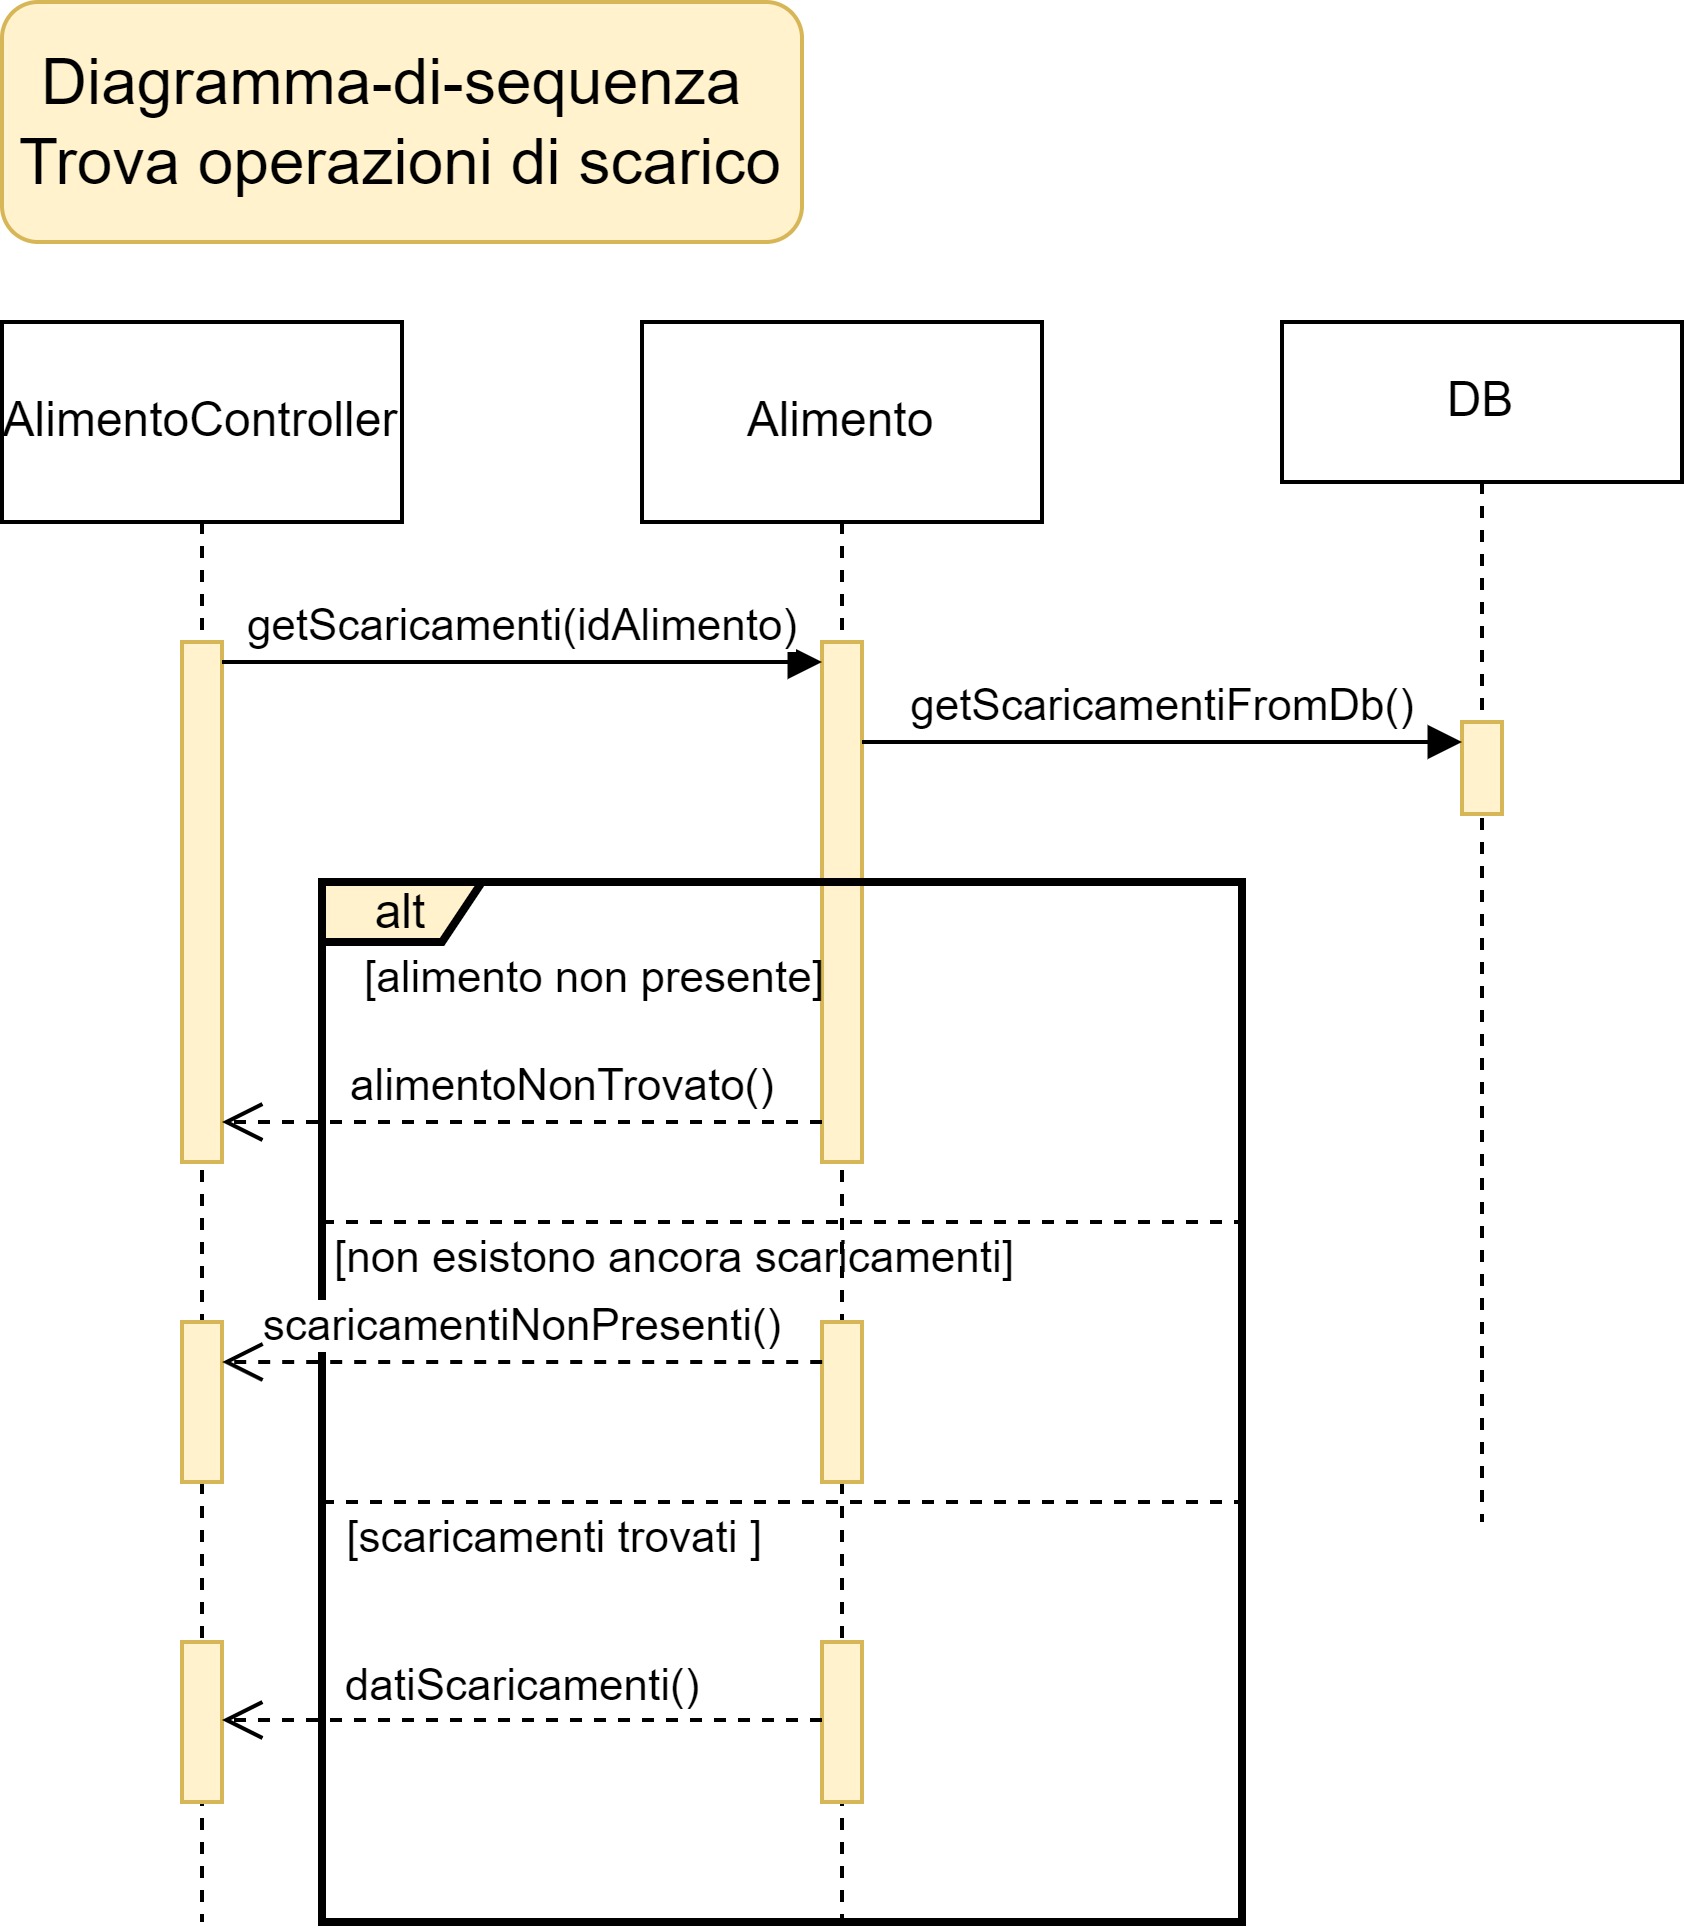 Diagramma-di-sequenza
Trova operazioni di scarico
AlimentoController
Alimento
DB
getScaricamenti(idAlimento)
getScaricamentiFromDb()
alt
[alimento non presente]
alimentoNonTrovato()
[non esistono ancora scaricamenti]
scaricamentiNonPresenti()
[scaricamenti trovati ]
datiScaricamenti()